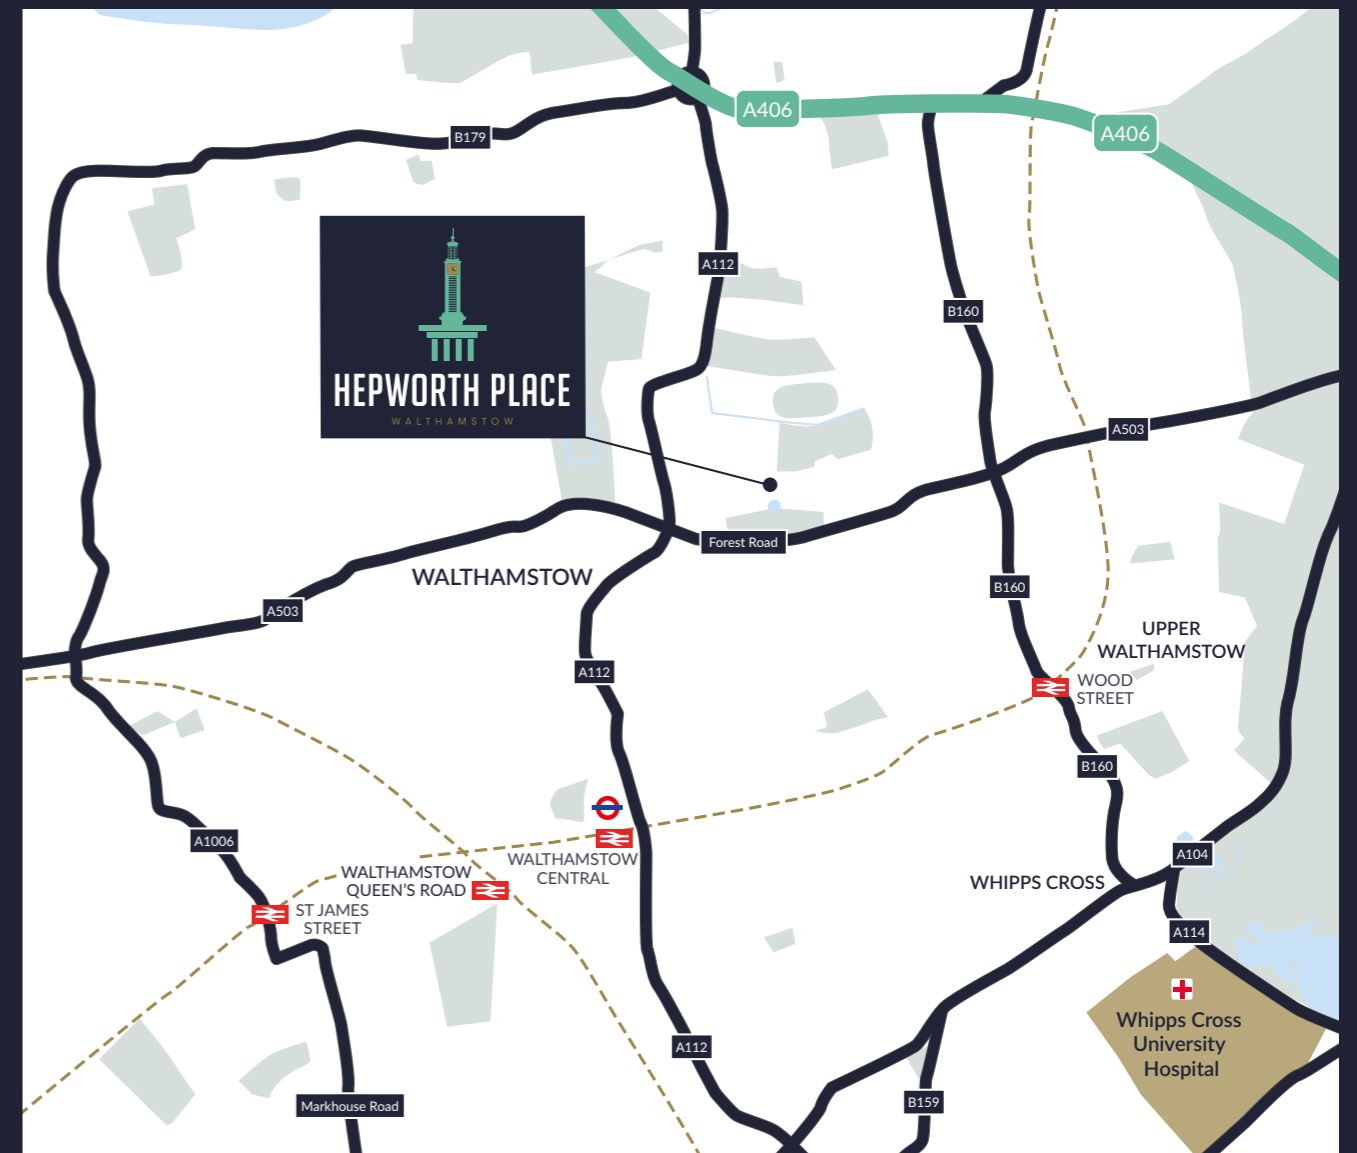 A406
A406
B179
A112
B160
HEPWORTH PLACE
WALTHAMSTOW
A503
Forest Road
WALTHAMSTOW
B160
A503
UPPER
WALTHAMSTOW
A112
WOOD
STREET
B160
A1006
WALTHAMSTOW
CENTRAL
A104
WALTHAMSTOW
QUEEN'S ROAD
WHIPPS CROSS
ST JAMES
STREET
A114
Whipps Cross
University
Hospital
A112
B159
Markhouse Road